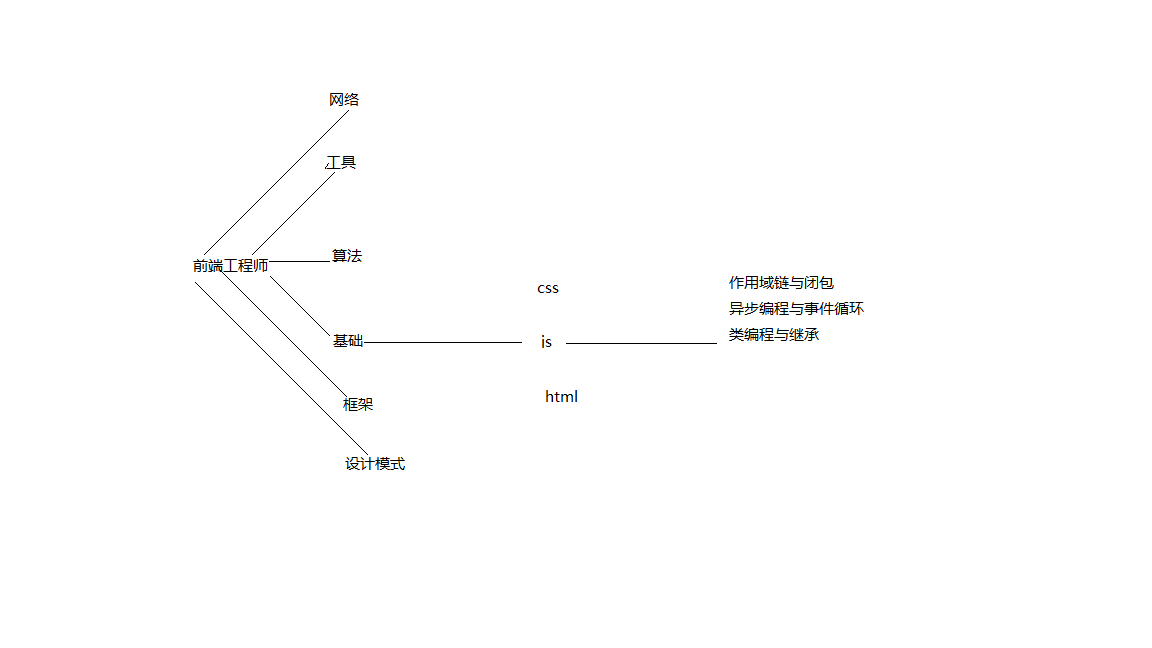 网络
工具
算法
前端工程师
基础
框架
设计模式
css
js
html
作用域链与闭包
异步编程与事件循环
类编程与继承